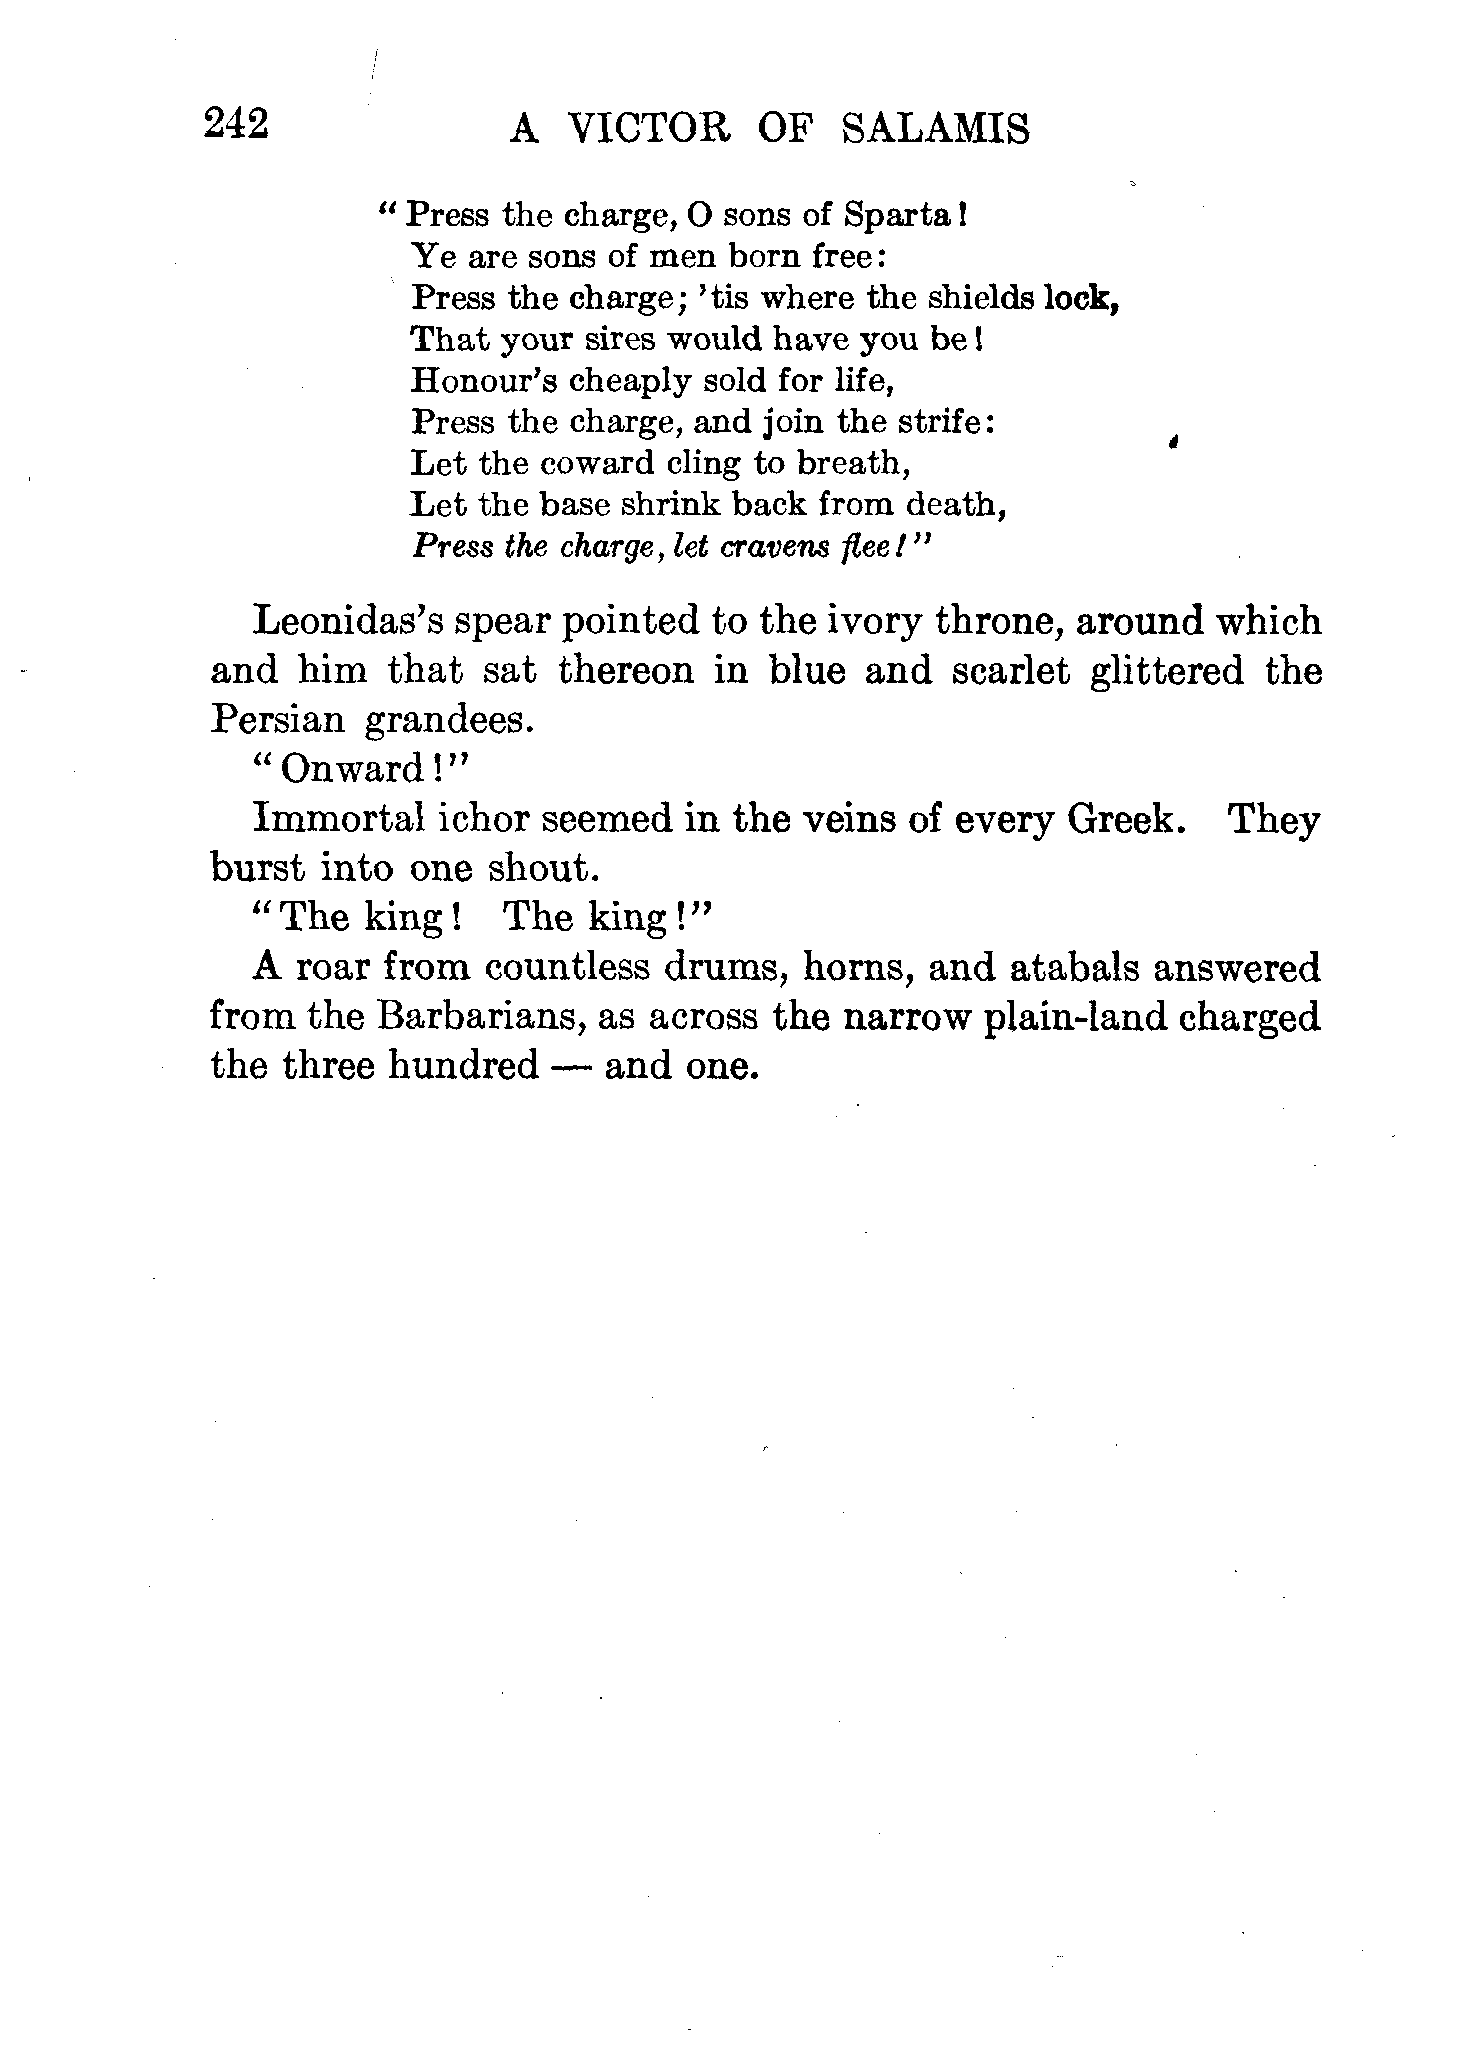 242 A VICTOR OF SALAMIS
“Press the charge, O sons of Sparta!
Ye are sons of men born free:
Press the charge; ’tis where the shields lock,
That your sires would have you be!
Honour’s cheaply sold for life,
Press the charge, and join the strife:
Let the coward cling to breath,
Let the base shrink back from death,
Press the charge, let cravens flee!”
Leonidas’s spear pointed to the ivory throne, around which
and him that sat thereon in blue and scarlet glittered the
Persian grandees.
“Onward!”
Immortal ichor seemed in the veins of every Greek. They
burst into one shout.
“The king! The king!”
A roar from countless drums, horns, and atabals answered
from the Barbarians, as across the narrow plain-land charged
the three hundred — and one.